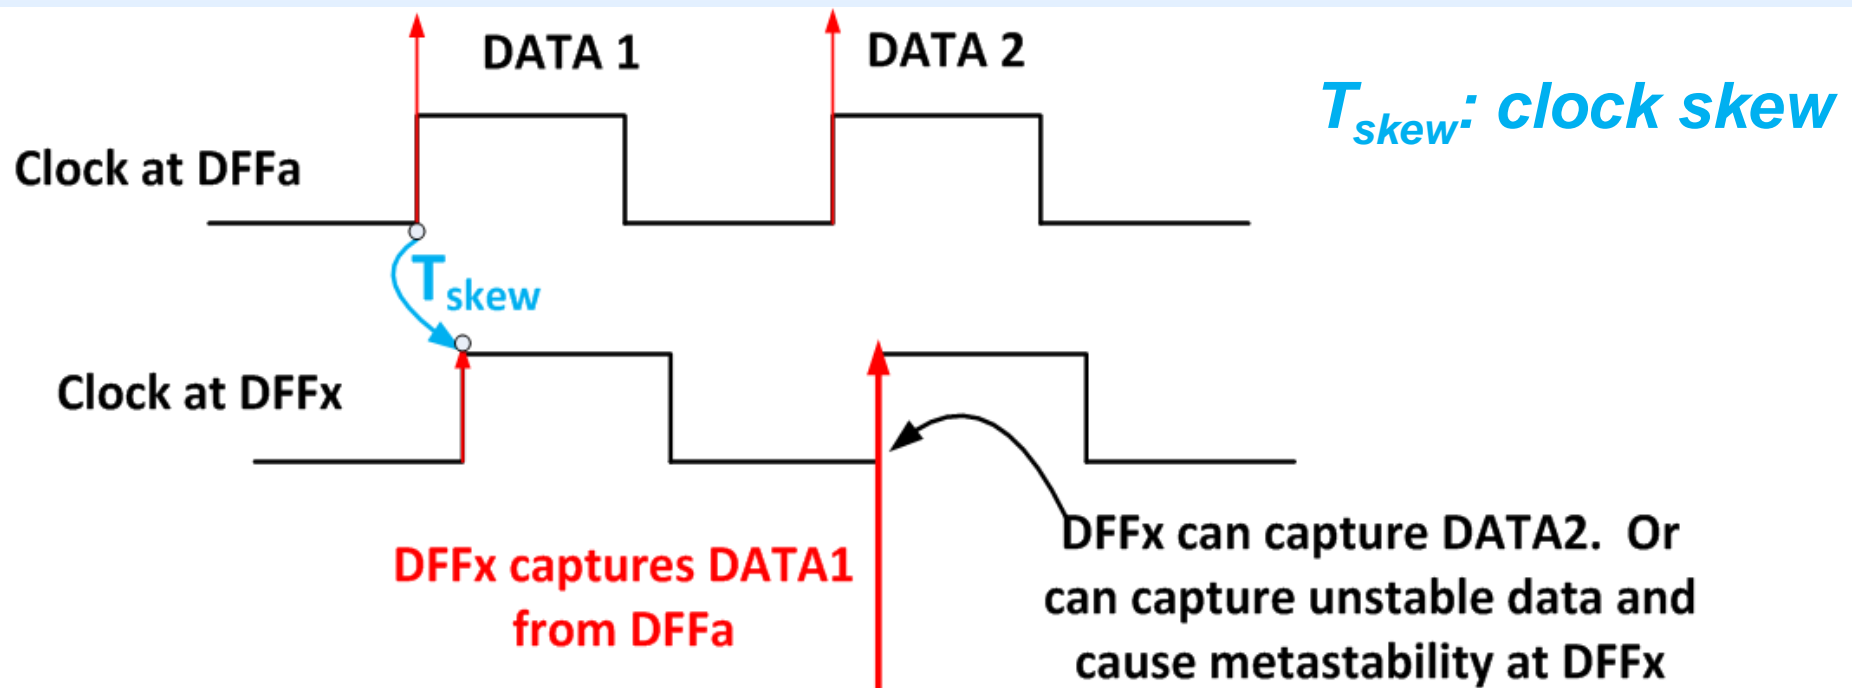 DATA 1
DATA 2
Tskew: clock skew
Clock at DFFa
Tskew
Clock at DFFx
DFFx captures DATA1
from DFFa
DFFx can capture DATA2. Or
can capture unstable data and
cause metastability at DFFx